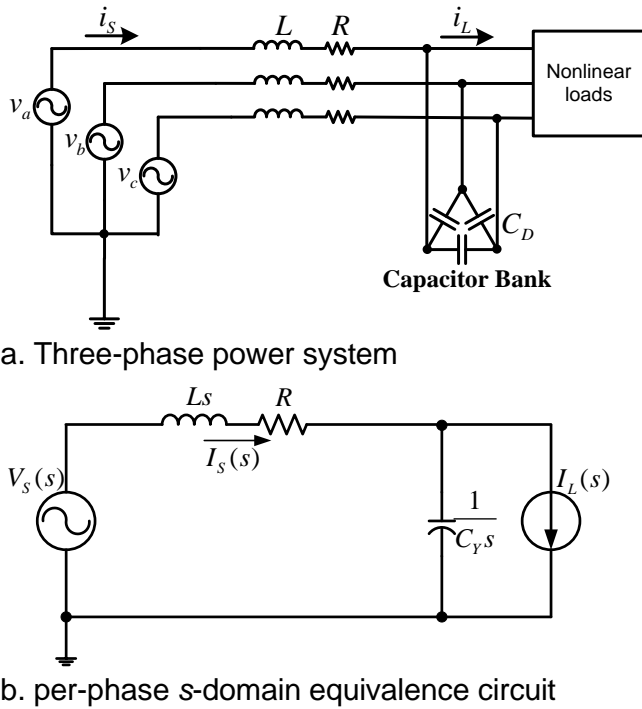 i_S L R i_L
Nonlinear
loads
v_a
v_b
v_c
C_D
Capacitor Bank
a. Three-phase power system
Ls R
I_S(s)
V_S(s) I_L(s)
1
C_Y s
b. per-phase s-domain equivalence circuit